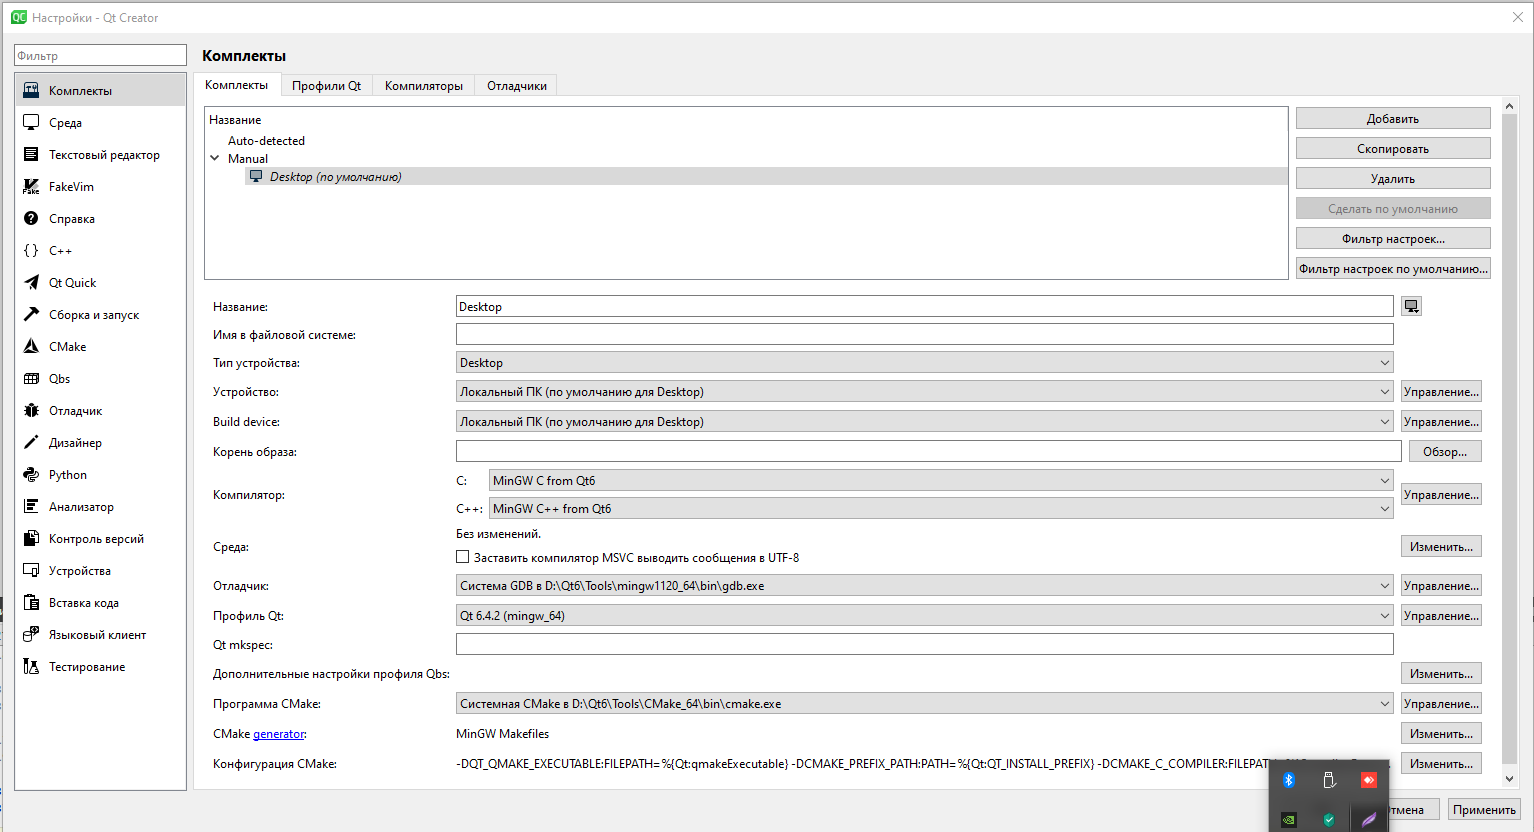 QC Настройки - Qt Creator
Фильтр
Комплекты
Среда
Текстовый редактор
FakeVim
Справка
C++
Qt Quick
Сборка и запуск
CMake
Qbs
Отладчик
Дизайнер
Python
Анализатор
Контроль версий
Устройства
Вставка кода
Языковый клиент
Тестирование
Комплекты
Комплекты Профили Qt Компиляторы Отладчики
Название
Auto-detected
Manual
Desktop (по умолчанию)
Добавить
Скопировать
Удалить
Сделать по умолчанию
Фильтр настроек...
Фильтр настроек по умолчанию...
Название: Desktop
Имя в файловой системе:
Тип устройства: Desktop
Устройство: Локальный ПК (по умолчанию для Desktop) Управление...
Build device: Локальный ПК (по умолчанию для Desktop) Управление...
Корень образа: Обзор...
Компилятор: Управление...
C: MinGW C from Qt6
C++: MinGW C++ from Qt6
Среда: Изменить...
Без изменений.
Заставить компилятор MSVC выводить сообщения в UTF-8
Отладчик: Система GDB в D:\Qt6\Tools\mingw1120_64\bin\gdb.exe Управление...
Профиль Qt: Qt 6.4.2 (mingw_64) Управление...
Qt mkspec:
Дополнительные настройки профиля Qbs: Изменить...
Программа CMake: Системная CMake в D:\Qt6\Tools\CMake_64\bin\cmake.exe Управление...
CMake generator: MinGW Makefiles Изменить...
Конфигурация CMake: -DQT_QMAKE_EXECUTABLE:FILEPATH=%{Qt:qmakeExecutable} -DCMAKE_PREFIX_PATH:PATH=%{Qt:QT_INSTALL_PREFIX} -DCMAKE_C_COMPILER:FILEPATH Изменить...
тмена Применить